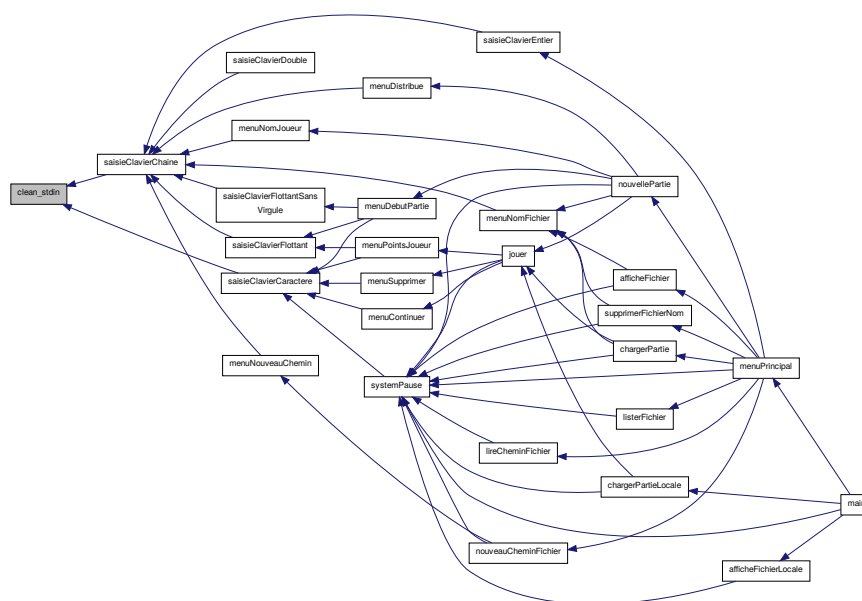 saisieClavierEntier
saisieClavierDouble
menuDistribue
menuNomJoueur
saisieClavierChaine
clean_stdin
saisieClavierFlottantSans
Virgule
menuDebutPartie
nouvellePartie
menuNomFichier
saisieClavierFlottant
menuPointsJoueur
jouer
saisieClavierCaractere
menuSupprimer
afficheFichier
menuContinuer
supprimerFichierNom
chargerPartie
menuNouveauChemin
menuPrincipal
systemPause
listerFichier
lireCheminFichier
chargerPartieLocale
main
nouveauCheminFichier
afficheFichierLocale